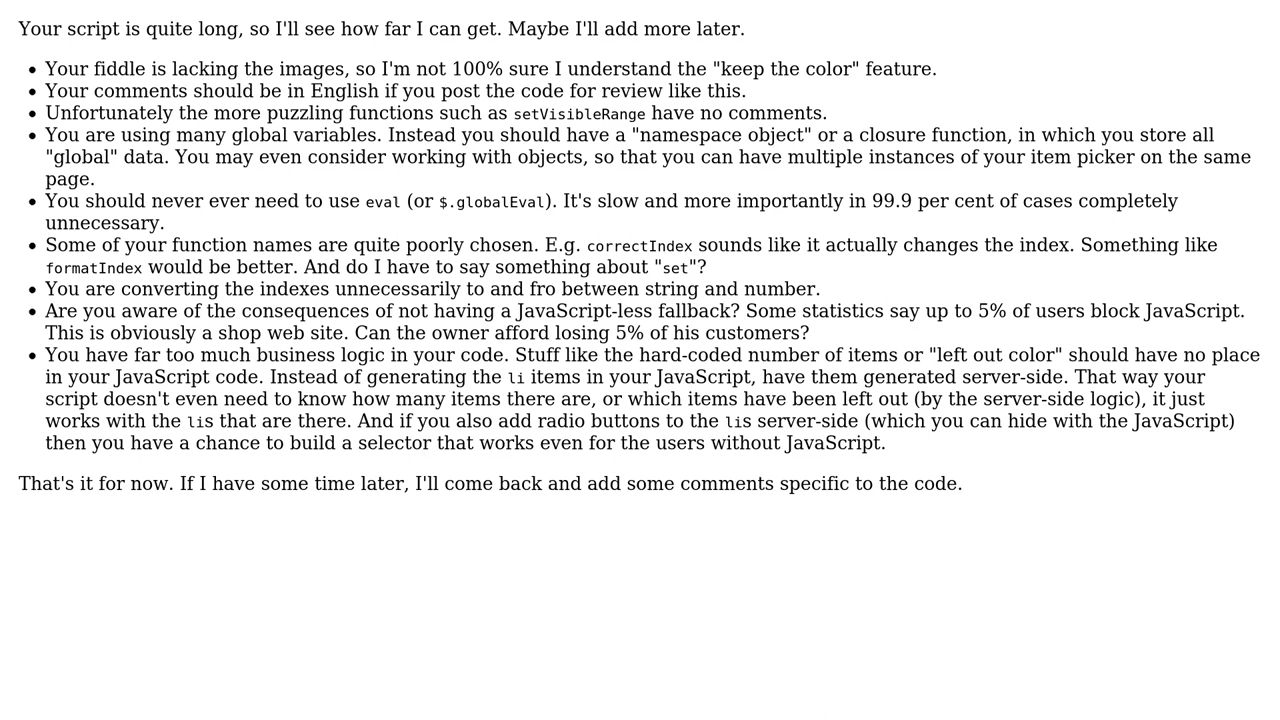 Your script is quite long, so I'll see how far I can get. Maybe I'll add more later.
• Your fiddle is lacking the images, so I'm not 100% sure I understand the "keep the color" feature.
• Your comments should be in English if you post the code for review like this.
• Unfortunately the more puzzling functions such as setVisibleRange have no comments.
• You are using many global variables. Instead you should have a "namespace object" or a closure function, in which you store all
"global" data. You may even consider working with objects, so that you can have multiple instances of your item picker on the same
page.
• You should never ever need to use eval (or $.globalEval). It's slow and more importantly in 99.9 per cent of cases completely
unnecessary.
• Some of your function names are quite poorly chosen. E.g. correctIndex sounds like it actually changes the index. Something like
formatIndex would be better. And do I have to say something about "set"?
• You are converting the indexes unnecessarily to and fro between string and number.
• Are you aware of the consequences of not having a JavaScript-less fallback? Some statistics say up to 5% of users block JavaScript.
This is obviously a shop web site. Can the owner afford losing 5% of his customers?
• You have far too much business logic in your code. Stuff like the hard-coded number of items or "left out color" should have no place
in your JavaScript code. Instead of generating the li items in your JavaScript, have them generated server-side. That way your
script doesn't even need to know how many items there are, or which items have been left out (by the server-side logic), it just
works with the lis that are there. And if you also add radio buttons to the lis server-side (which you can hide with the JavaScript)
then you have a chance to build a selector that works even for the users without JavaScript.
That's it for now. If I have some time later, I'll come back and add some comments specific to the code.